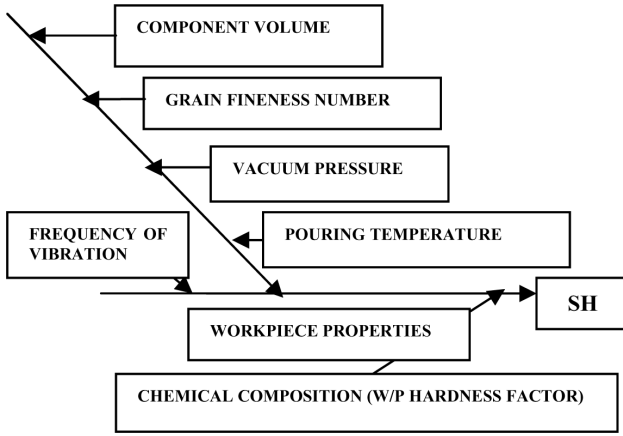 COMPONENT VOLUME
GRAIN FINENESS NUMBER
VACUUM PRESSURE
FREQUENCY OF
VIBRATION
POURING TEMPERATURE
SH
WORKPIECE PROPERTIES
CHEMICAL COMPOSITION (W/P HARDNESS FACTOR)